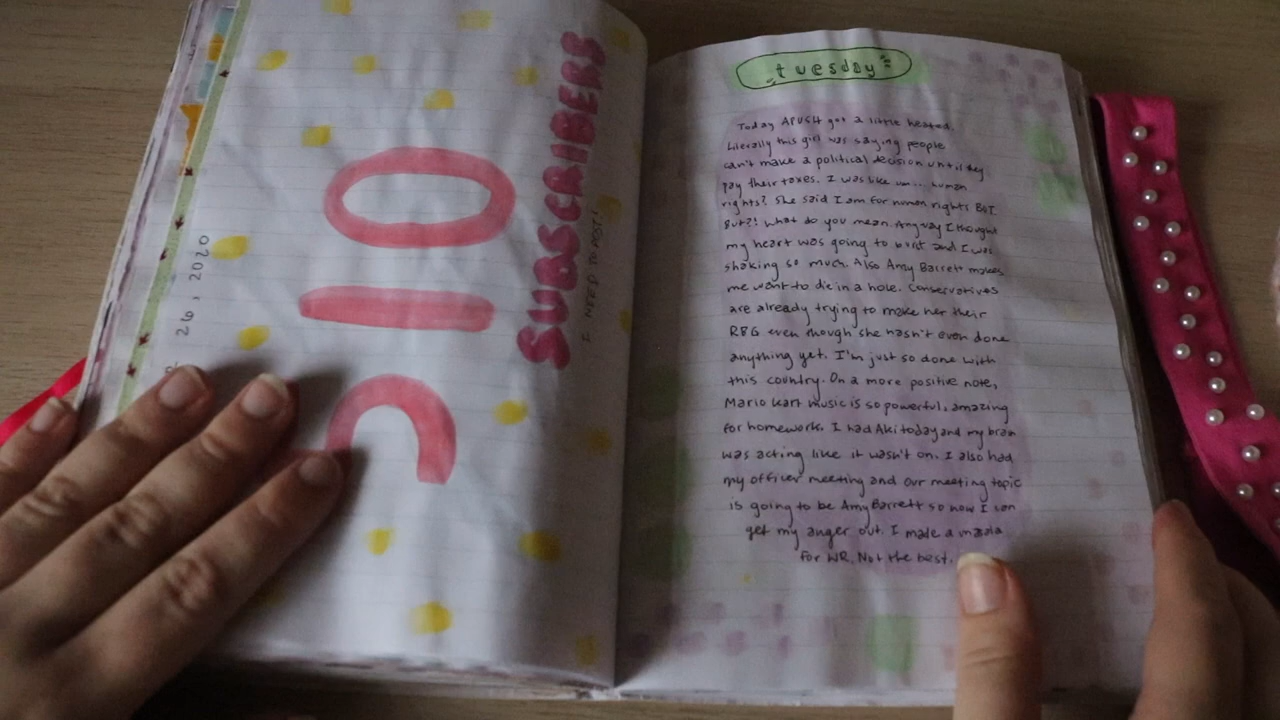 26, 2020
SUBSCRIBERS
"tuesday"
Today APUSH got a little heated.
Literally this girl was saying people
can't make a political decision until they
pay their taxes. I was like um... human
rights? She said I am for human rights BUT
BUT?! What do you mean. Anyway I thought
my heart was going to burst and I was
shaking so much. Also Amy Barrett makes
me want to die in a hole. Conservatives
are already trying to make her their
RBG even though she hasn't even done
anything yet. I'm just so done with
this country. On a more positive note,
Mario Kart music is so powerful, amazing
for homework. I had Aki today and my brain
was acting like it wasn't on. I also had
my officer meeting and our meeting topic
is going to be Amy Barrett so now I can
get my anger out. I made a
for WR. Not the best.